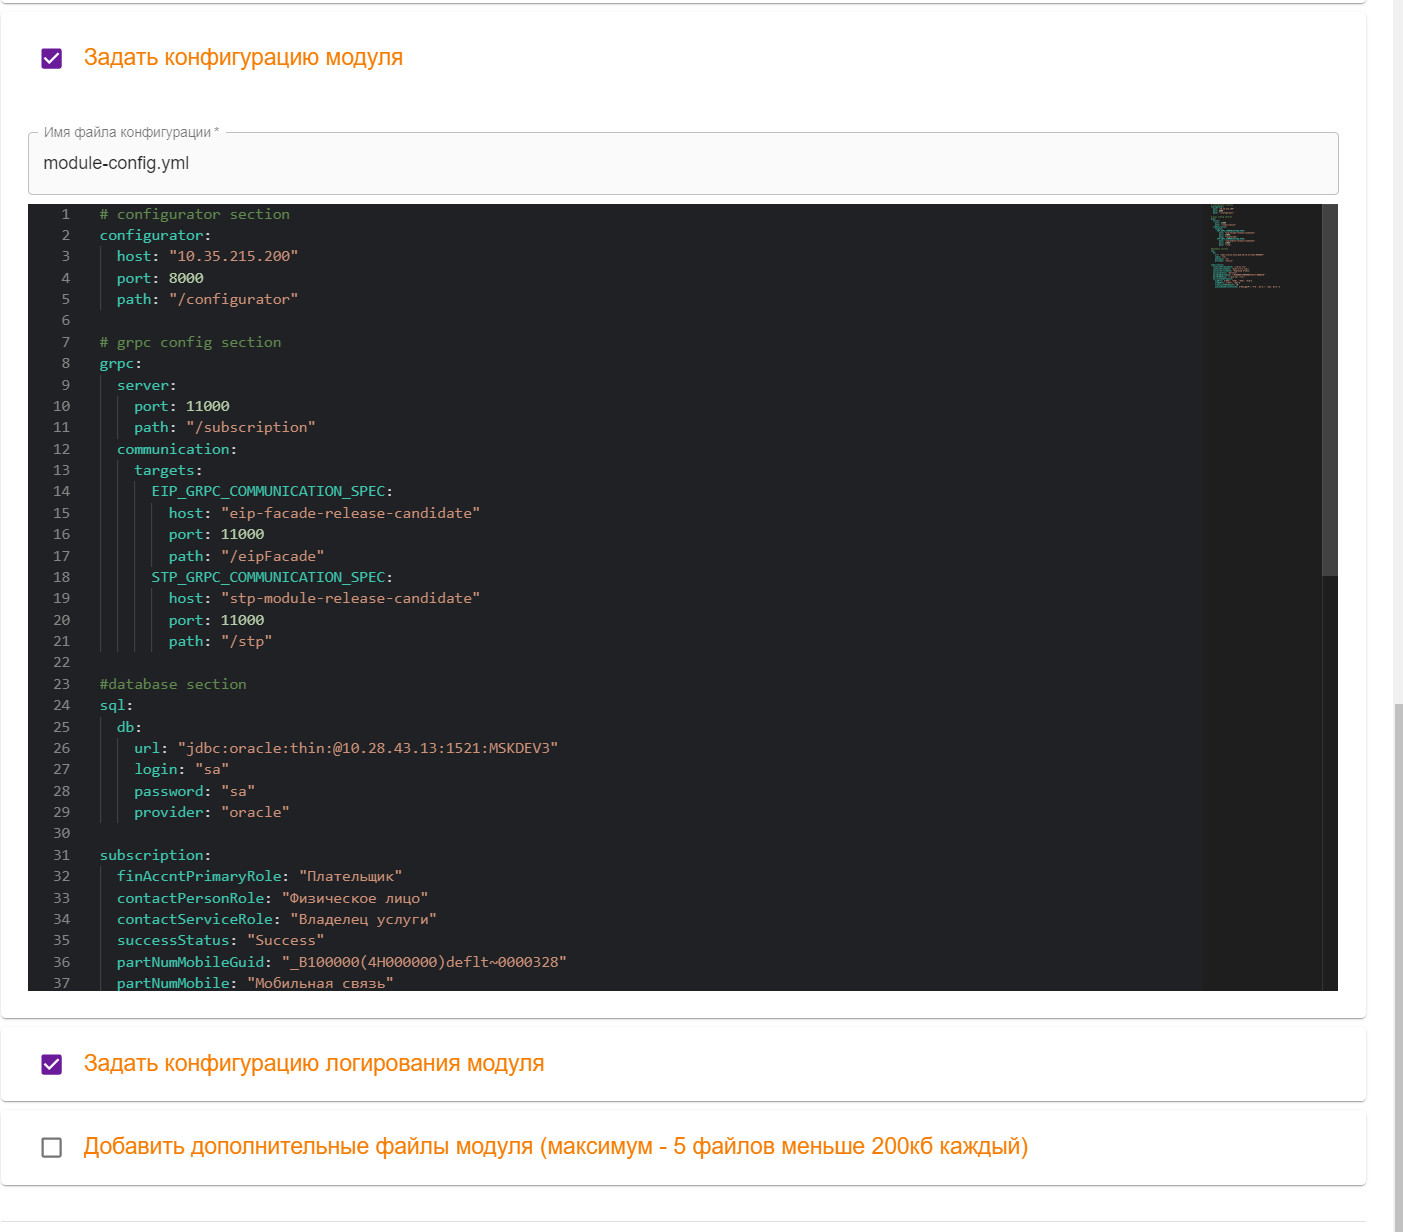 Задать конфигурацию модуля
Имя файла конфигурации *
module-config.yml
1 # configurator section
2 configurator:
3   host: "10.35.215.200"
4   port: 8000
5   path: "/configurator"
6
7 # grpc config section
8 grpc:
9   server:
10     port: 11000
11     path: "/subscription"
12   communication:
13     targets:
14       EIP_GRPC_COMMUNICATION_SPEC:
15         host: "eip-facade-release-candidate"
16         port: 11000
17         path: "/eipFacade"
18       STP_GRPC_COMMUNICATION_SPEC:
19         host: "stp-module-release-candidate"
20         port: 11000
21         path: "/stp"
22
23 #database section
24 sql:
25   db:
26     url: "jdbc:oracle:thin:@10.28.43.13:1521:MSKDEV3"
27     login: "sa"
28     password: "sa"
29     provider: "oracle"
30
31 subscription:
32   finAccntPrimaryRole: "Плательщик"
33   contactPersonRole: "Физическое лицо"
34   contactServiceRole: "Владелец услуги"
35   successStatus: "Success"
36   partNumMobileGuid: "_B100000(4H000000)deflt~0000328"
37   partNumMobile: "Мобильная связь"
Задать конфигурацию логирования модуля
Добавить дополнительные файлы модуля (максимум - 5 файлов меньше 200кб каждый)